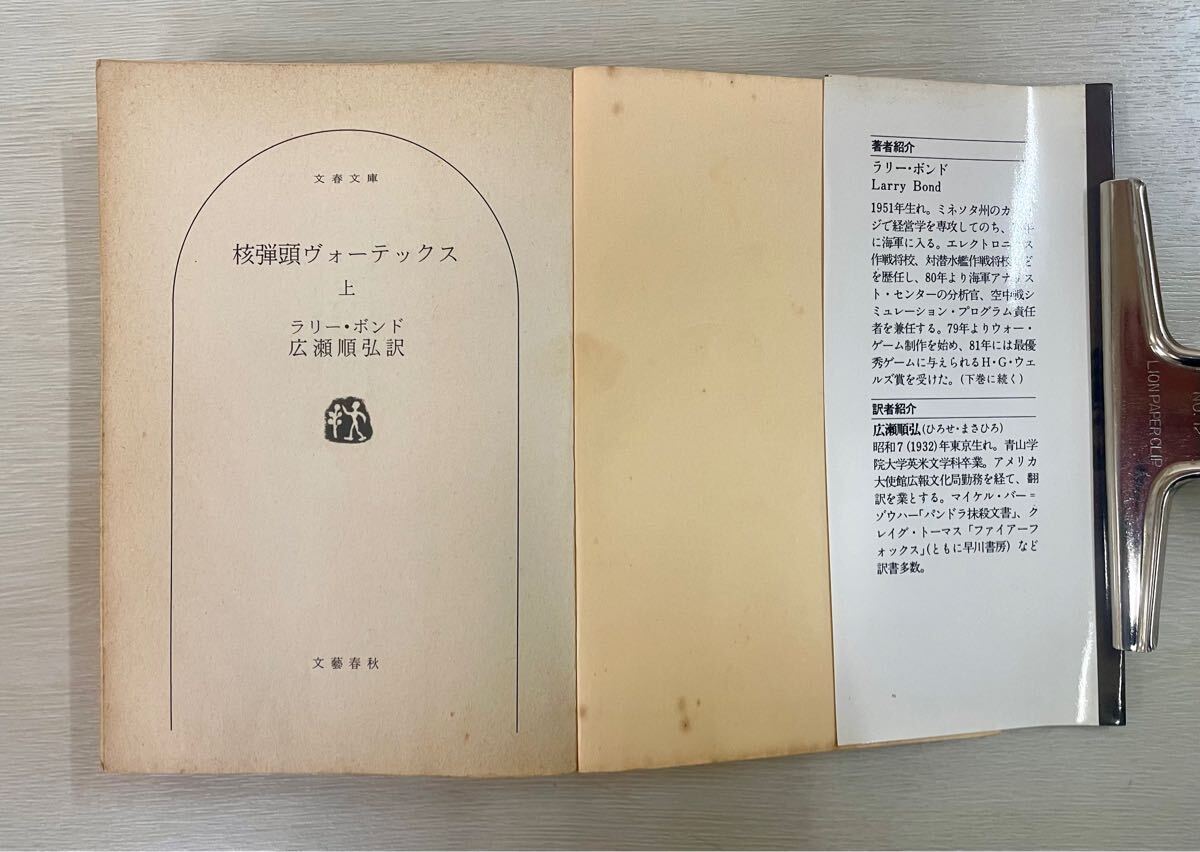 文春文庫
核弾頭ヴォーテックス
上
ラリー・ボンド
広瀬順弘訳
文藝春秋
著者紹介
ラリー・ボンド
Larry Bond
1951年生れ。ミネソタ州のカ
ジで経営学を専攻してのち、
に海軍に入る。エレクトロニ ス
作戦将校、対潜水艦作戦将校 ど
を歴任し、80年より海軍アナ ス
ト・センターの分析官、空中戦シ
ミュレーション・プログラム責任
者を兼任する。79年よりウォー・
ゲーム制作を始め、81年には最優
秀ゲームに与えられるH・G・ウェ
ルズ賞を受けた。(下巻に続く)
訳者紹介
広瀬順弘(ひろせ・まさひろ)
昭和7(1932)年東京生れ。青山学
院大学英米文学科卒業。アメリカ
大使館広報文化局勤務を経て、翻
訳を業とする。マイケル・バー=
ゾウハー「パンドラ抹殺文書」、ク
レイグ・トーマス「ファイアーフ
ォックス」(ともに早川書房)など
訳書多数。
LION PAPER CLIP